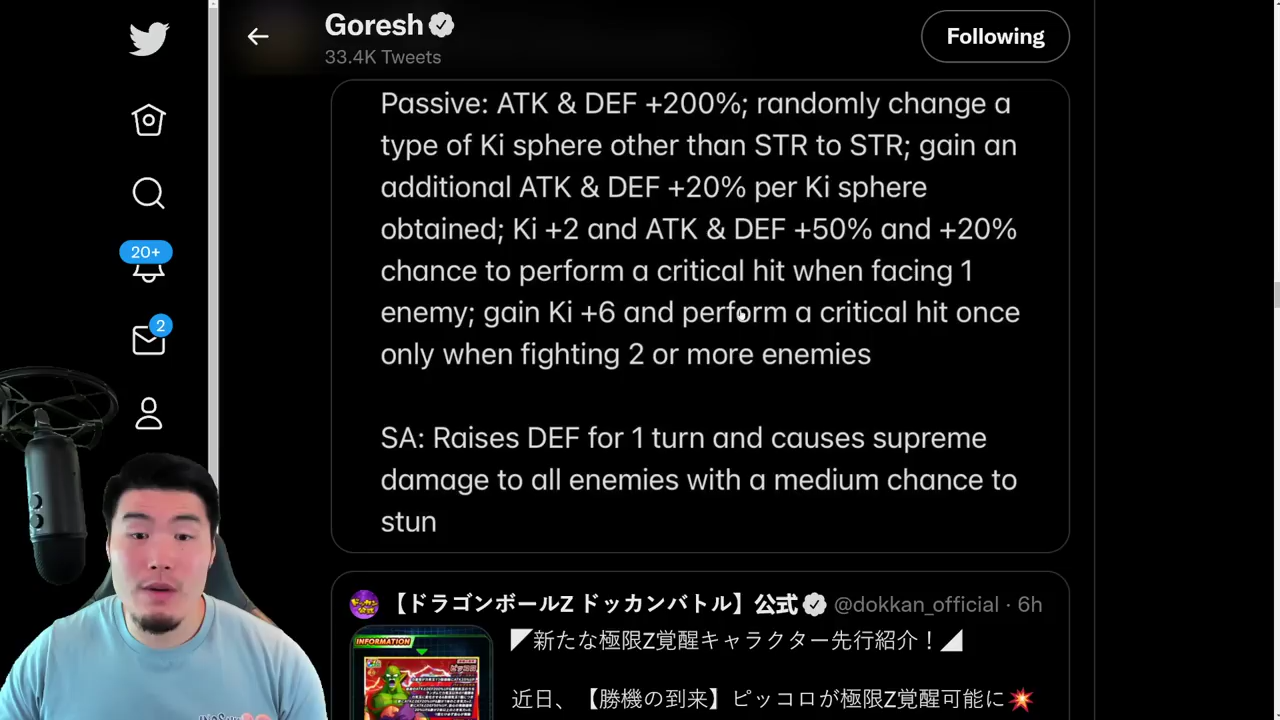 Goresh
33.4K Tweets
Following
20+
2
Passive: ATK & DEF +200%; randomly change a
type of Ki sphere other than STR to STR; gain an
additional ATK & DEF +20% per Ki sphere
obtained; Ki +2 and ATK & DEF +50% and +20%
chance to perform a critical hit when facing 1
enemy; gain Ki +6 and perform a critical hit once
only when fighting 2 or more enemies
SA: Raises DEF for 1 turn and causes supreme
damage to all enemies with a medium chance to
stun
【ドラゴンボールZ ドッカンバトル】公式 @dokkan_official · 6h
INFORMATION
◤新たな極限Z覚醒キャラクター先行紹介！◢
近日、【勝機の到来】ピッコロが極限Z覚醒可能に